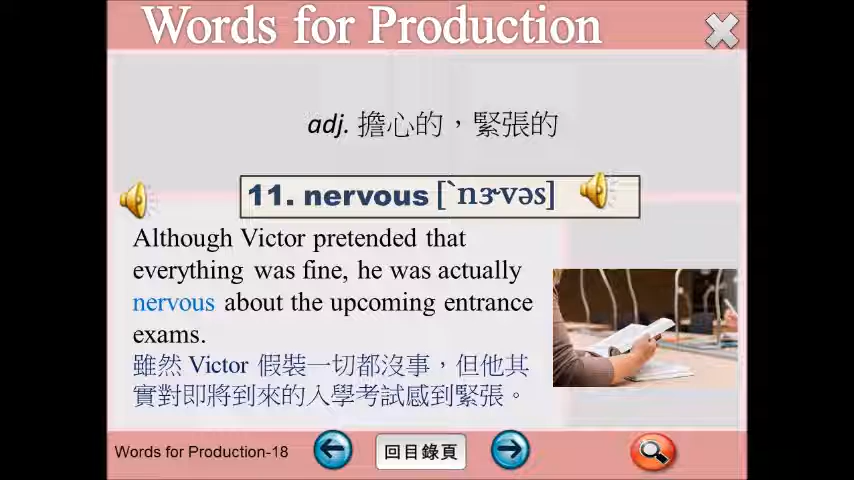 Words for Production
adj. 擔心的，緊張的
11. nervous [ˋnɝvəs]
Although Victor pretended that
everything was fine, he was actually
nervous about the upcoming entrance
exams.
雖然 Victor 假裝一切都沒事，但他其
實對即將到來的入學考試感到緊張。
Words for Production-18
回目錄頁